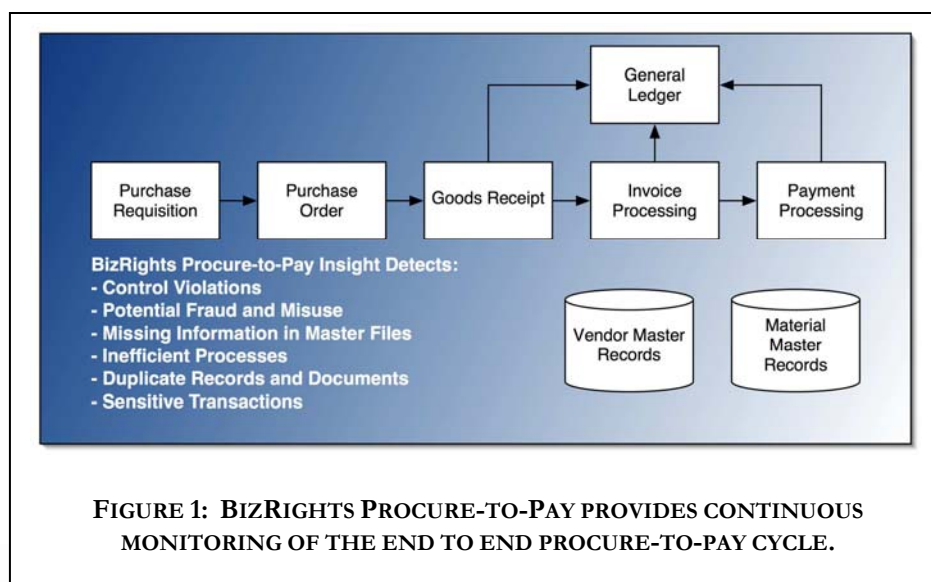 General
Ledger
Purchase
Requisition
Purchase
Order
Goods Receipt
Invoice
Processing
Payment
Processing
BizRights Procure-to-Pay Insight Detects:
- Control Violations
- Potential Fraud and Misuse
- Missing Information in Master Files
- Inefficient Processes
- Duplicate Records and Documents
- Sensitive Transactions
Vendor Master
Records
Material
Master
Records
FIGURE 1: BIZRIGHTS PROCURE-TO-PAY PROVIDES CONTINUOUS
MONITORING OF THE END TO END PROCURE-TO-PAY CYCLE.